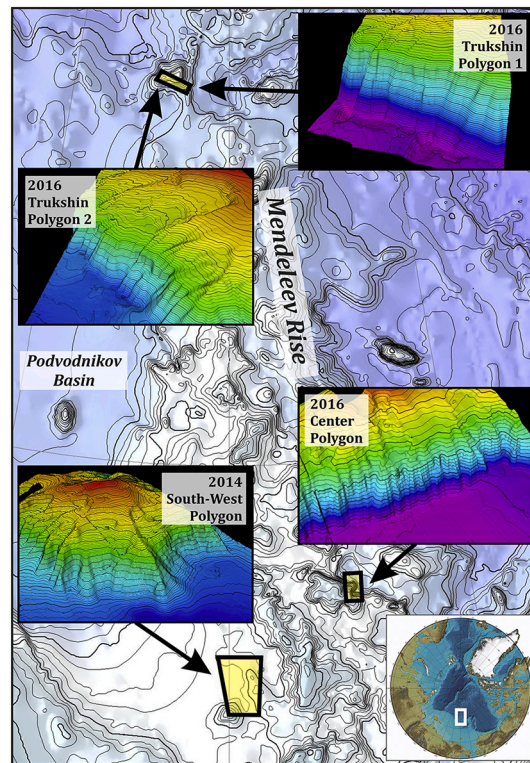 2016
Trukshin
Polygon 1
2016
Trukshin
Polygon 2
Mendeleev Rise
Podvodnikov
Basin
2016
Center
Polygon
2014
South-West
Polygon